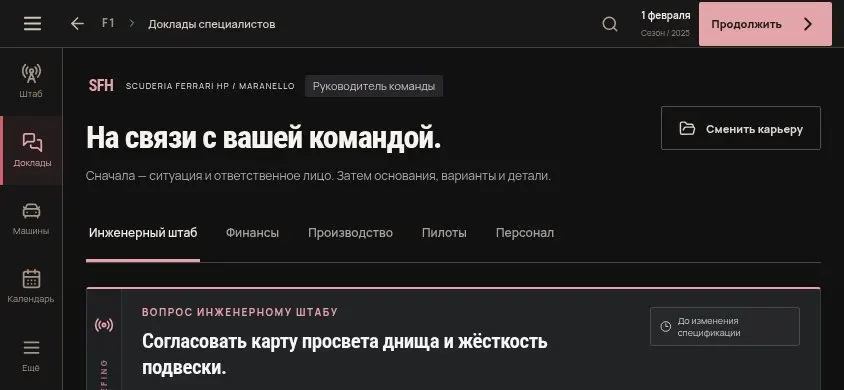 F1
Доклады специалистов
1 февраля
Сезон / 2025
Продолжить
Штаб
Доклады
Машины
Календарь
Ещё
SFH
SCUDERIA FERRARI HP / MARANELLO
Руководитель команды
На связи с вашей командой.
Сначала — ситуация и ответственное лицо. Затем основания, варианты и детали.
Сменить карьеру
Инженерный штаб
Финансы
Производство
Пилоты
Персонал
ВОПРОС ИНЖЕНЕРНОМУ ШТАБУ
Согласовать карту просвета днища и жёсткость
подвески.
До изменения
спецификации